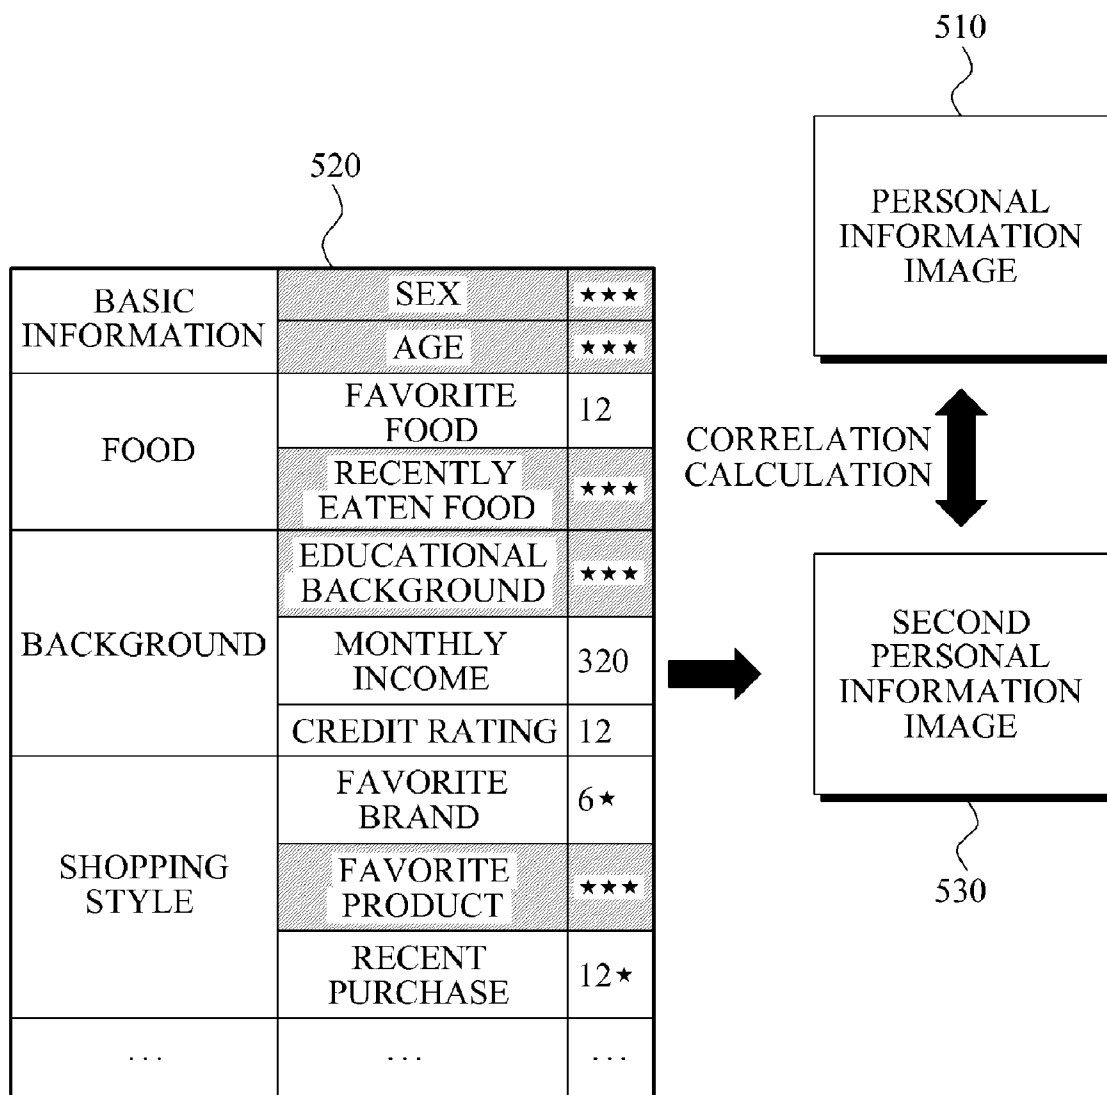 510
PERSONAL
INFORMATION
IMAGE
520
BASIC
INFORMATION
SEX
★★★
AGE
★★★
FOOD
FAVORITE
FOOD
12
RECENTLY
EATEN FOOD
★★★
CORRELATION
CALCULATION
BACKGROUND
EDUCATIONAL
BACKGROUND
★★★
MONTHLY
INCOME
320
CREDIT RATING
12
SECOND
PERSONAL
INFORMATION
IMAGE
530
SHOPPING
STYLE
FAVORITE
BRAND
6★
FAVORITE
PRODUCT
★★★
RECENT
PURCHASE
12★
...
...
...